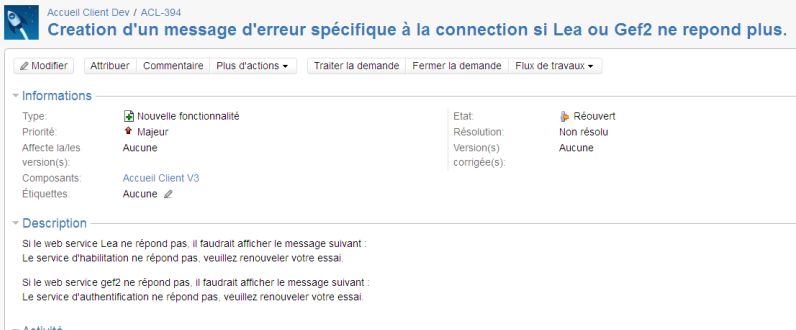 Accueil Client Dev / ACL-394
Creation d'un message d'erreur spécifique à la connection si Lea ou Gef2 ne repond plus.
Modifier Attribuer Commentaire Plus d'actions Traiter la demande Fermer la demande Flux de travaux
Informations
Type: Nouvelle fonctionnalité Etat: Réouvert
Priorité: Majeur Résolution: Non résolu
Affecte la/les version(s): Aucune Version(s) corrigée(s): Aucune
Composants: Accueil Client V3
Étiquettes: Aucune
Description
Si le web service Lea ne répond pas, il faudrait afficher le message suivant :
Le service d'habilitation ne répond pas, veuillez renouveler votre essai.
Si le web service gef2 ne répond pas, il faudrait afficher le message suivant :
Le service d'authentification ne répond pas, veuillez renouveler votre essai.
Activité